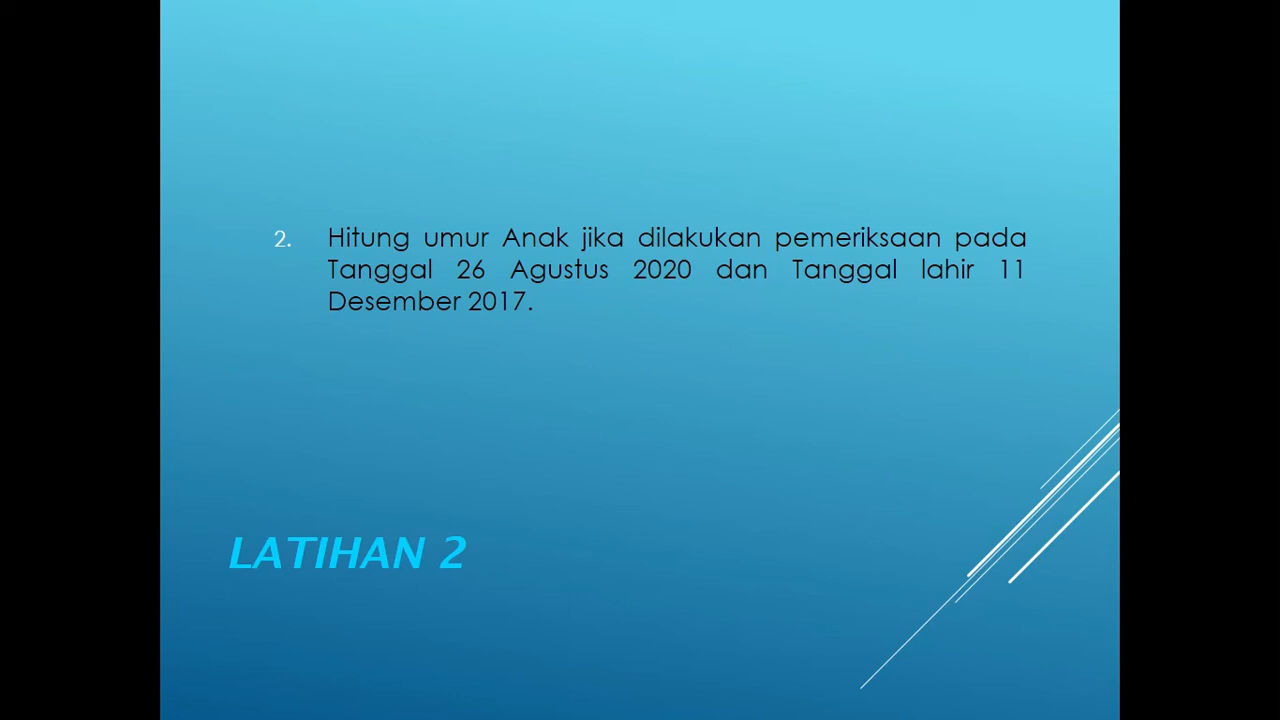 2. Hitung umur Anak jika dilakukan pemeriksaan pada
Tanggal 26 Agustus 2020 dan Tanggal lahir 11
Desember 2017.
LATIHAN 2